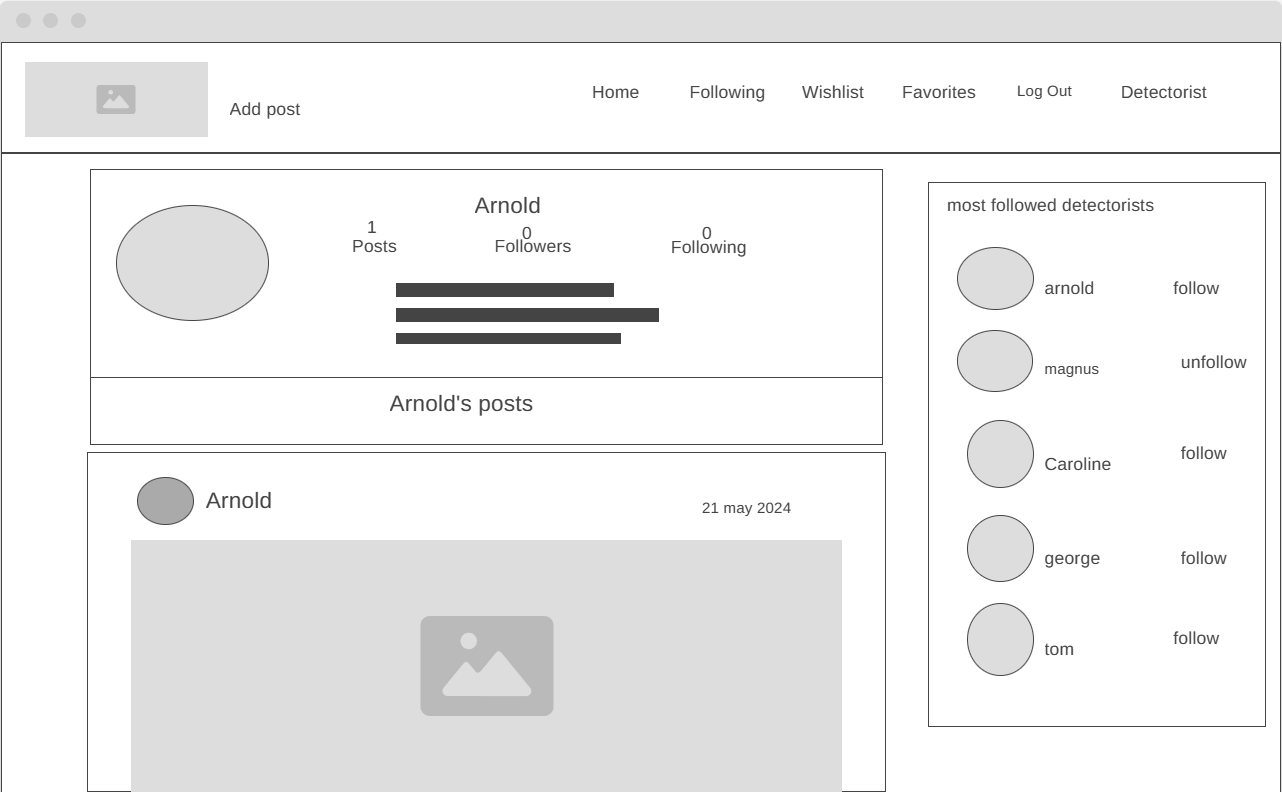 Add post
Home
Following
Wishlist
Favorites
Log Out
Detectorist
Arnold
1
Posts
0
Followers
0
Following
Arnold's posts
Arnold
21 may 2024
most followed detectorists
arnold
follow
magnus
unfollow
Caroline
follow
george
follow
tom
follow